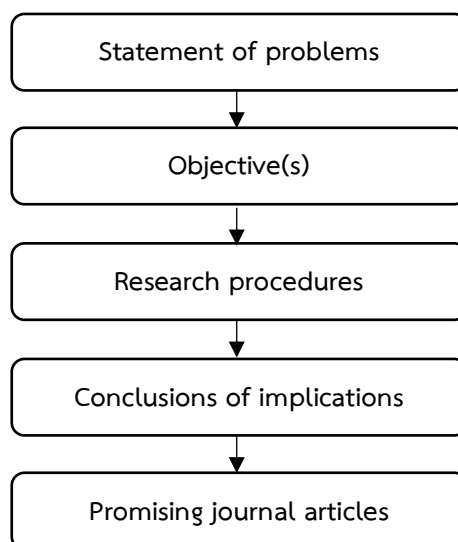 Statement of problems
Objective(s)
Research procedures
Conclusions of implications
Promising journal articles